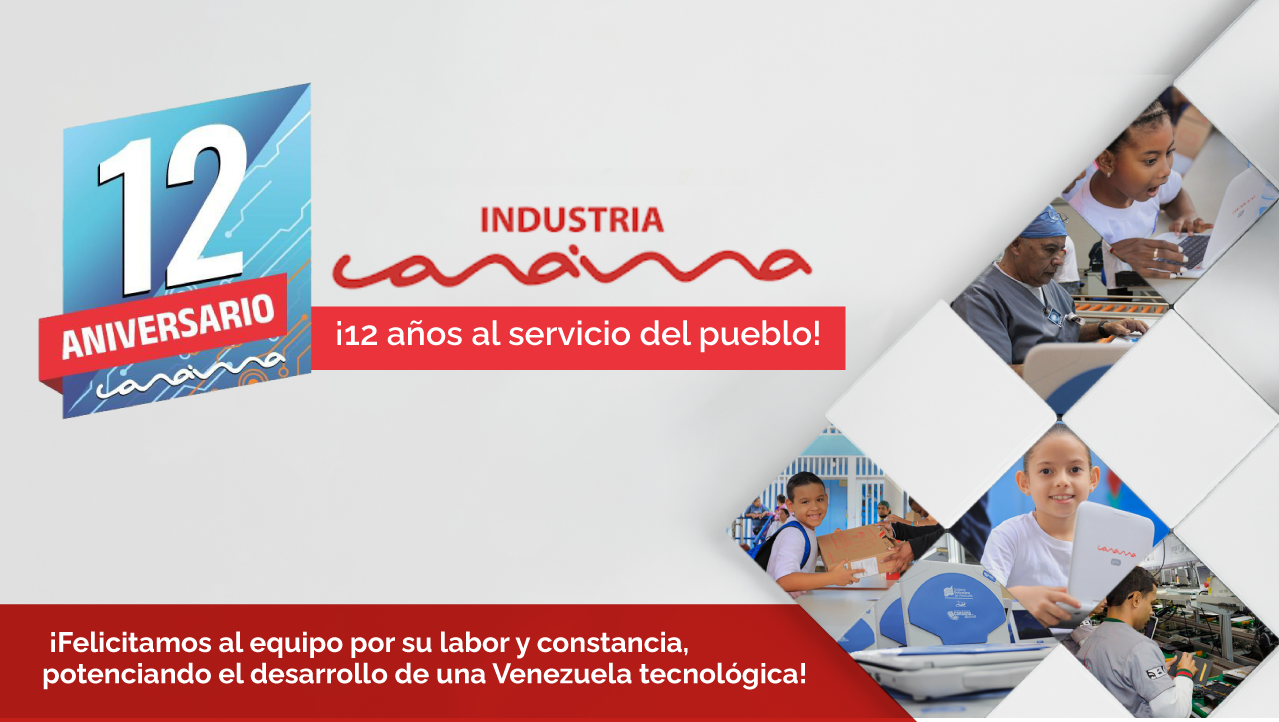 12
ANIVERSARIO
canaima
INDUSTRIA
canaima
¡12 años al servicio del pueblo!
¡Felicitamos al equipo por su labor y constancia,
potenciando el desarrollo de una Venezuela tecnológica!
canaima